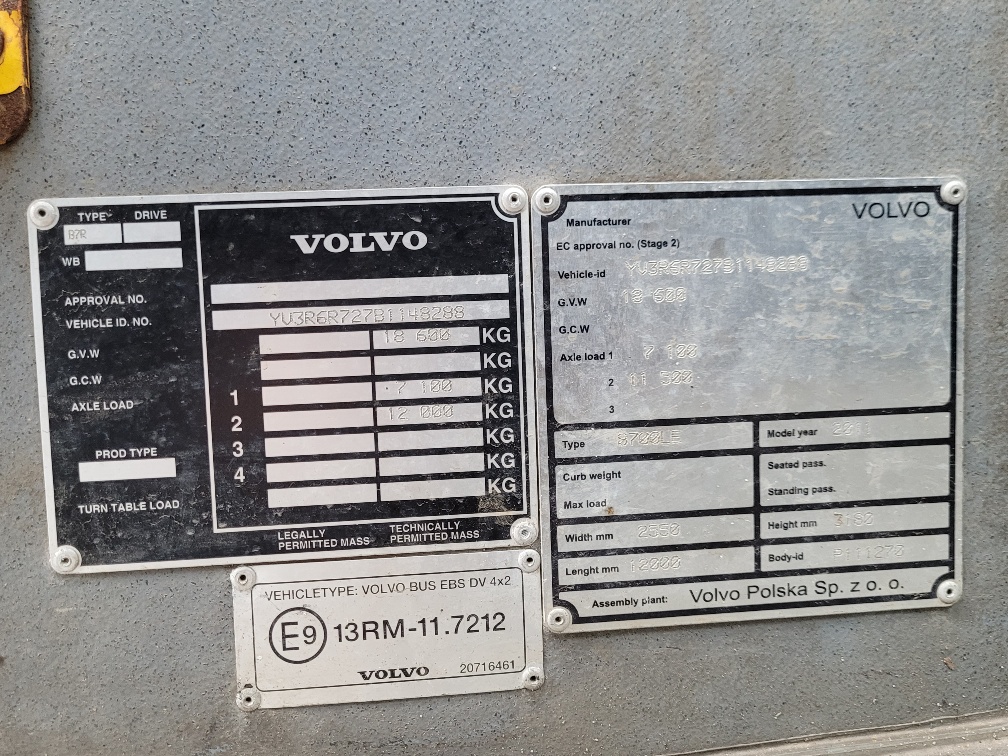 TYPE DRIVE
B7R
WB
VOLVO
APPROVAL NO.
VEHICLE ID. NO. YV3R6R727B1148288
G.V.W 18 600 KG
G.C.W KG
AXLE LOAD 1 7 100 KG
2 12 000 KG
3 KG
4 KG
PROD TYPE
TURN TABLE LOAD KG
LEGALLY PERMITTED MASS
TECHNICALLY PERMITTED MASS
VEHICLETYPE: VOLVO BUS EBS DV 4x2
E9 13RM-11.7212
VOLVO 20716461
VOLVO
Manufacturer
EC approval no. (Stage 2)
Vehicle-id YV3R6R727B1148288
G.V.W 18 600
G.C.W
Axle load 1 7 100
2 11 500
3
Type 8700LE
Model year
Curb weight
Seated pass.
Max load
Standing pass.
Width mm 2550
Height mm
Lenght mm 12000
Body-id
Assembly plant: Volvo Polska Sp. z o. o.